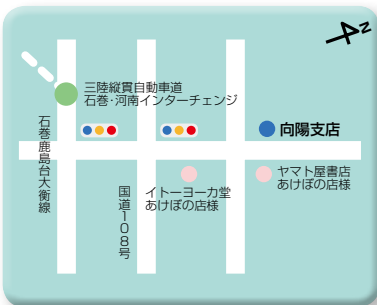 N
三陸縦貫自動車道
石巻・河南インターチェンジ
石巻鹿島台大衡線
向陽支店
国道108号
イトーヨーカ堂
あけぼの店様
ヤマト屋書店
あけぼの店様